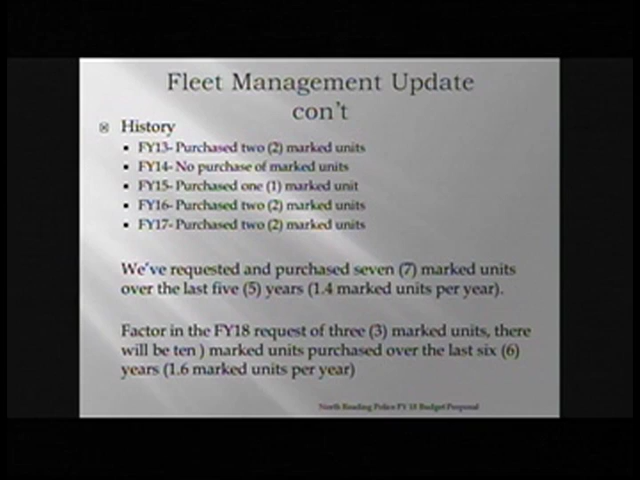 Fleet Management Update
con't
History
FY13- Purchased two (2) marked units
FY14- No purchase of marked units
FY15- Purchased one (1) marked unit
FY16- Purchased two (2) marked units
FY17- Purchased two (2) marked units
We've requested and purchased seven (7) marked units
over the last five (5) years (1.4 marked units per year).
Factor in the FY18 request of three (3) marked units, there
will be ten ) marked units purchased over the last six (6)
years (1.6 marked units per year)
North Reading Police FY 18 Budget Proposal